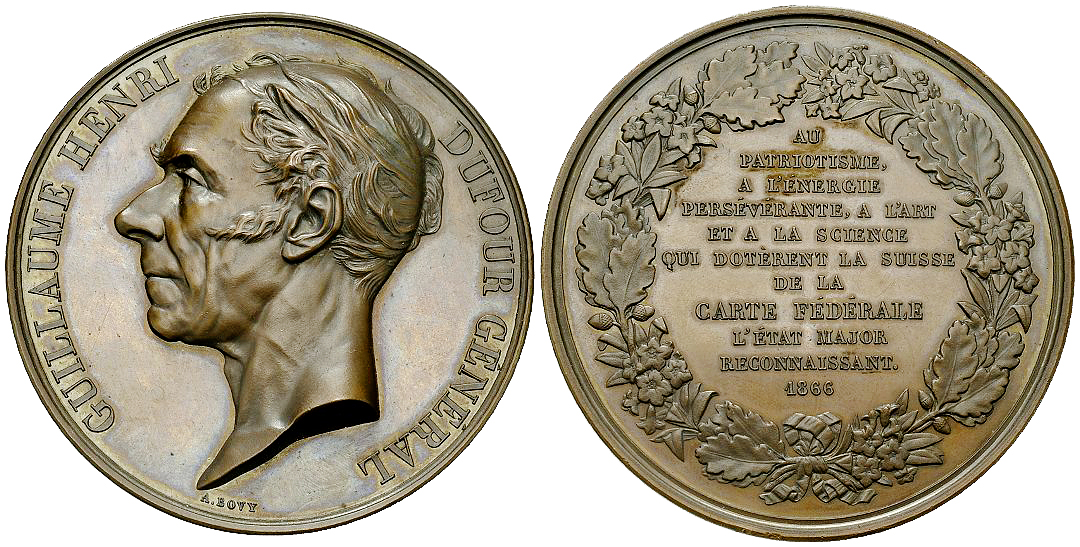 GUILLAUME HENRI DUFOUR GÉNÉRAL
A. BOVY
AU
PATRIOTISME,
A L'ÉNERGIE
PERSEVÉRANTE, A L'ART
ET A LA SCIENCE
QUI DOTÈRENT LA SUISSE
DE LA
CARTE FÉDÉRALE
L'ÉTAT MAJOR
RECONNAISSANT.
1866